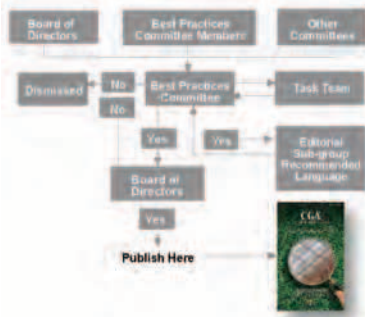 Board of
Directors
Best Practices
Committee Members
Other
Committees
Dismissed
No
Best Practices
Committee
Task Team
No
Yes
Yes
Editorial
Sub-group
Recommended
Language
Board of
Directors
Yes
Publish Here
CGA